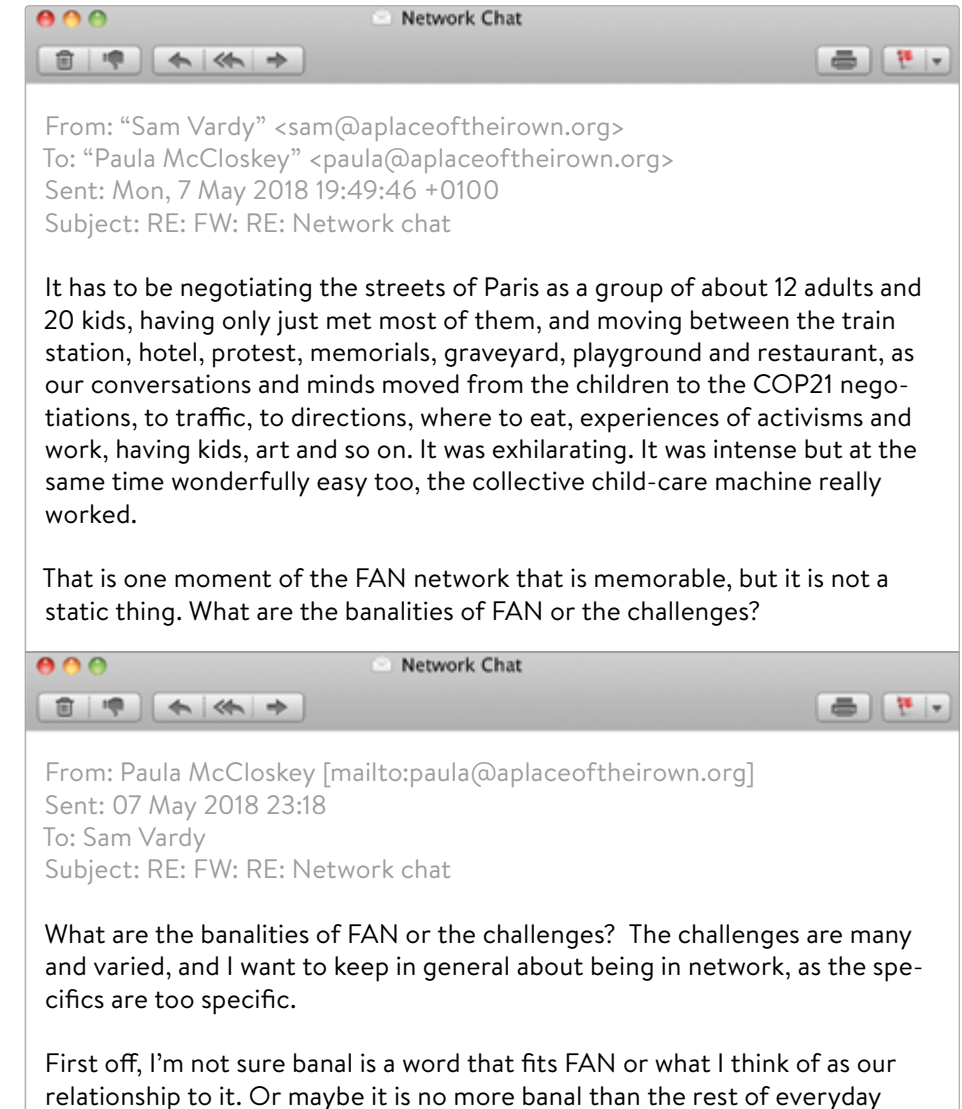 Network Chat
From: “Sam Vardy” <sam@aplaceoftheirown.org>
To: “Paula McCloskey” <paula@aplaceoftheirown.org>
Sent: Mon, 7 May 2018 19:49:46 +0100
Subject: RE: FW: RE: Network chat
It has to be negotiating the streets of Paris as a group of about 12 adults and
20 kids, having only just met most of them, and moving between the train
station, hotel, protest, memorials, graveyard, playground and restaurant, as
our conversations and minds moved from the children to the COP21 nego-
tiations, to traffic, to directions, where to eat, experiences of activisms and
work, having kids, art and so on. It was exhilarating. It was intense but at the
same time wonderfully easy too, the collective child-care machine really
worked.
That is one moment of the FAN network that is memorable, but it is not a
static thing. What are the banalities of FAN or the challenges?
Network Chat
From: Paula McCloskey [mailto:paula@aplaceoftheirown.org]
Sent: 07 May 2018 23:18
To: Sam Vardy
Subject: RE: FW: RE: Network chat
What are the banalities of FAN or the challenges?  The challenges are many
and varied, and I want to keep in general about being in network, as the spe-
cifics are too specific.
First off, I’m not sure banal is a word that fits FAN or what I think of as our
relationship to it. Or maybe it is no more banal than the rest of everyday